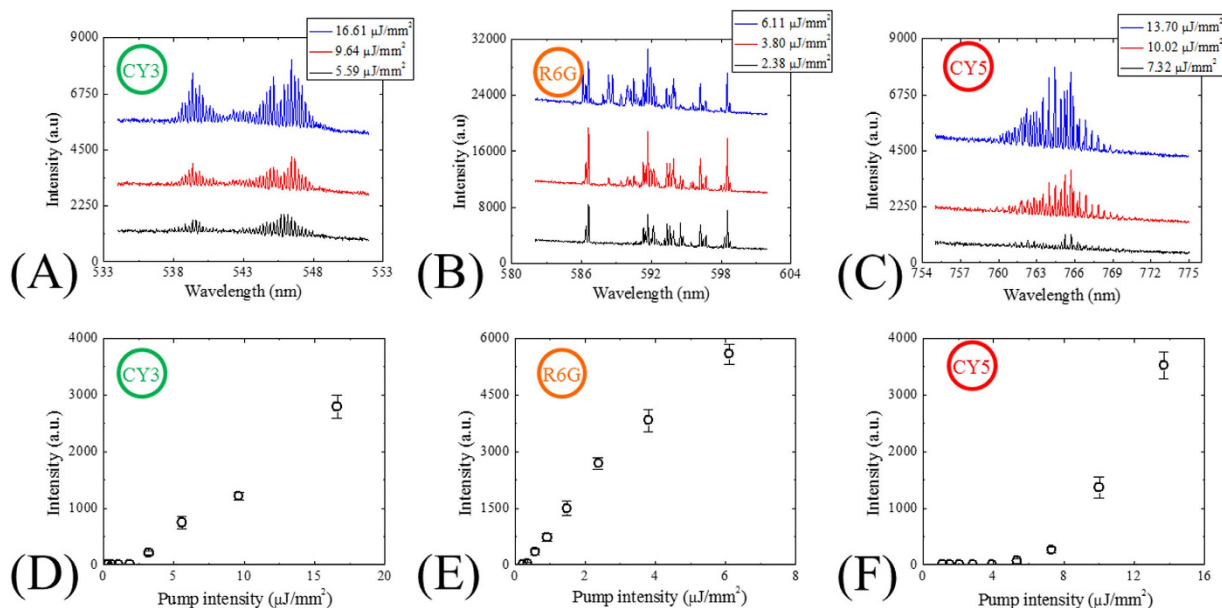 16.61 μJ/mm²
9.64 μJ/mm²
5.59 μJ/mm²
CY3
9000
6750
4500
2250
0
Intensity (a.u)
533 538 543 548 553
Wavelength (nm)
(A)
6.11 μJ/mm²
3.80 μJ/mm²
2.38 μJ/mm²
R6G
32000
24000
16000
8000
0
Intensity (a.u)
580 586 592 598 604
Wavelength (nm)
(B)
13.70 μJ/mm²
10.02 μJ/mm²
7.32 μJ/mm²
CY5
9000
6750
4500
2250
0
Intensity (a.u.)
754 757 760 763 766 769 772 775
Wavelength (nm)
(C)
CY3
4000
3000
2000
1000
0
Intensity (a.u.)
0 5 10 15 20
Pump intensity (μJ/mm²)
(D)
R6G
6000
4500
3000
1500
0
Intensity (a.u.)
0 2 4 6 8
Pump intensity (μJ/mm²)
(E)
CY5
4000
3000
2000
1000
0
Intensity (a.u.)
0 2 4 6 8 10 12 14 16
Pump intensity (μJ/mm²)
(F)